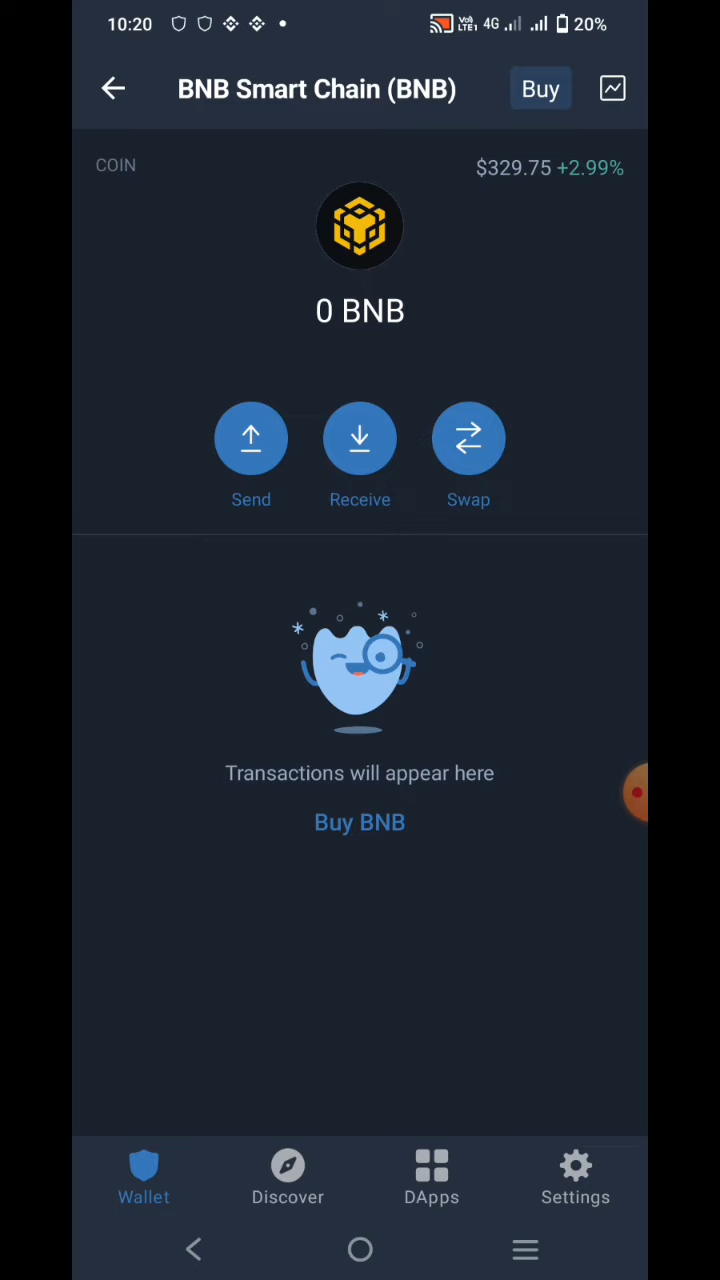 10:20 4G 20%
BNB Smart Chain (BNB) Buy
COIN $329.75 +2.99%
0 BNB
Send Receive Swap
Transactions will appear here
Buy BNB
Wallet Discover DApps Settings